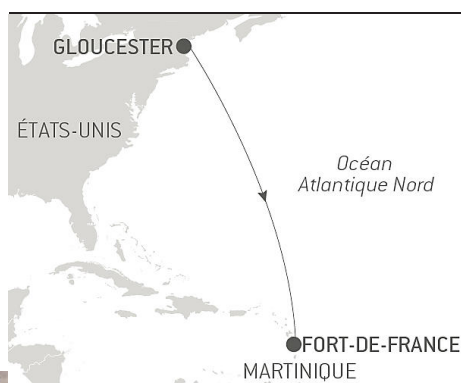 GLOUCESTER
ÉTATS-UNIS
Océan
Atlantique Nord
FORT-DE-FRANCE
MARTINIQUE